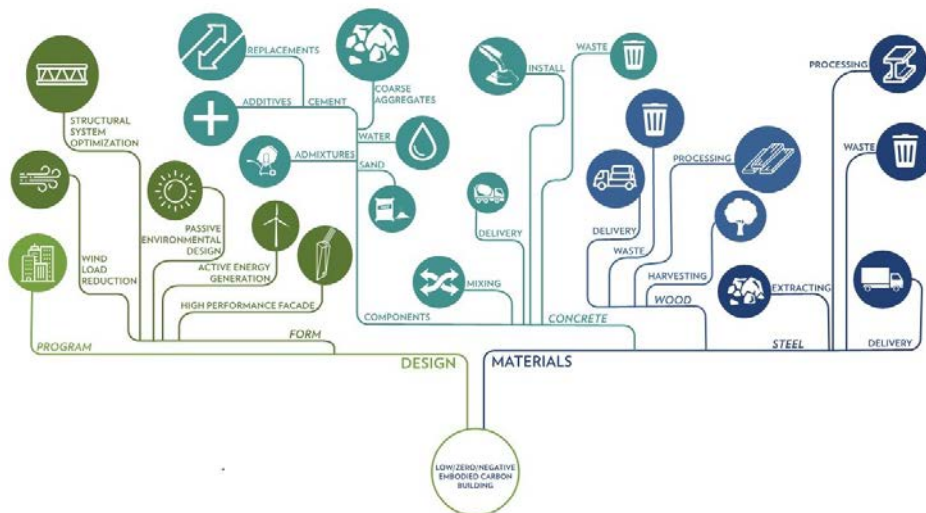 REPLACEMENTS
WASTE
INSTALL
PROCESSING
COARSE
AGGREGATES
ADDITIVES
CEMENT
STRUCTURAL
SYSTEM
OPTIMIZATION
WATER
WASTE
ADMIXTURES
SAND
PROCESSING
PASSIVE
ENVIRONMENTAL
DESIGN
DELIVERY
DELIVERY
WASTE
WIND
LOAD
REDUCTION
ACTIVE ENERGY
GENERATION
HARVESTING
MIXING
EXTRACTING
HIGH PERFORMANCE FACADE
WOOD
COMPONENTS
CONCRETE
FORM
PROGRAM
STEEL
DELIVERY
DESIGN
MATERIALS
LOW/ZERO/NEGATIVE
EMBODIED CARBON
BUILDING